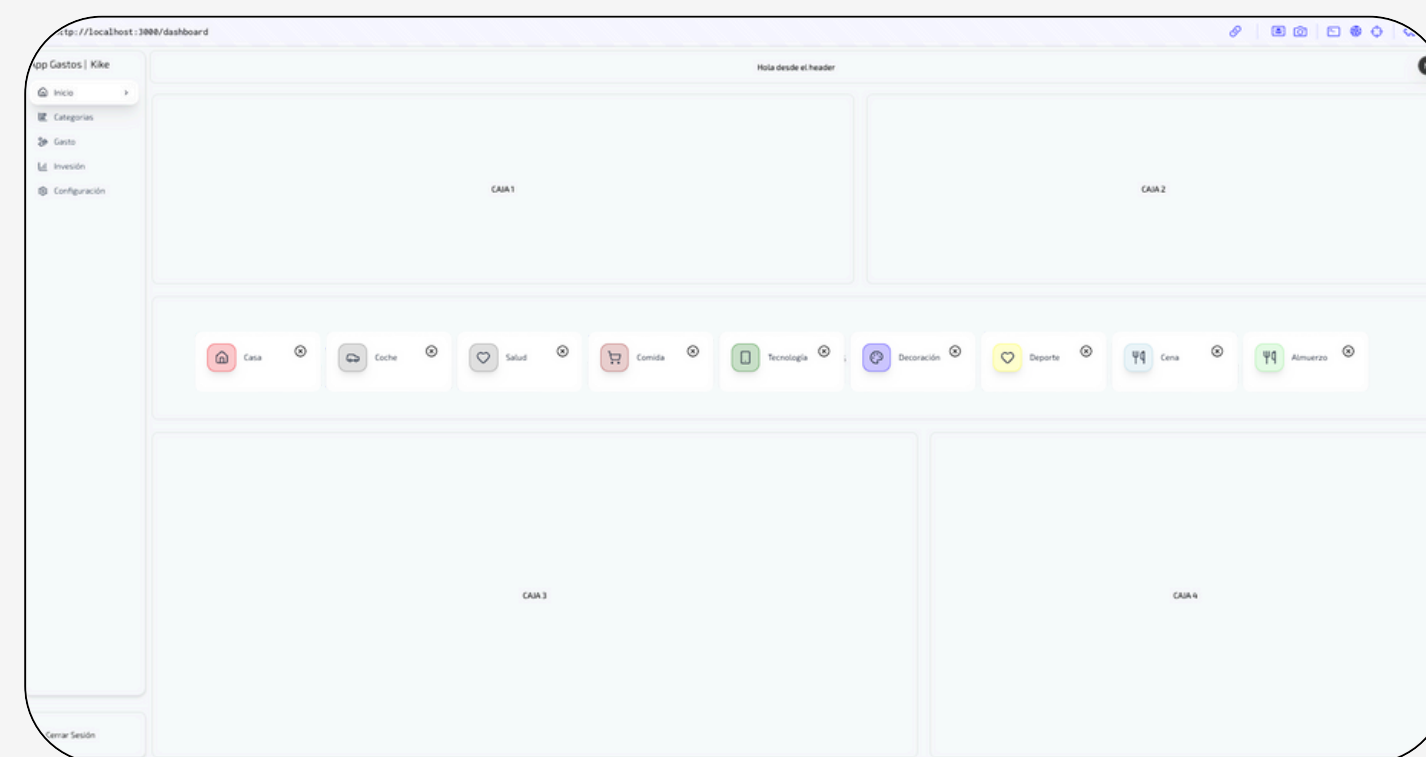 tp://localhost:3000/dashboard
App Gastos | Kike
Hola desde el header
Inicio
Categorias
Gasto
Invesión
Configuración
CAJA 1
CAJA 2
Casa
Coche
Salud
Comida
Tecnología
Decoración
Deporte
Cena
Almuerzo
CAJA 3
CAJA 4
Cerrar Sesión